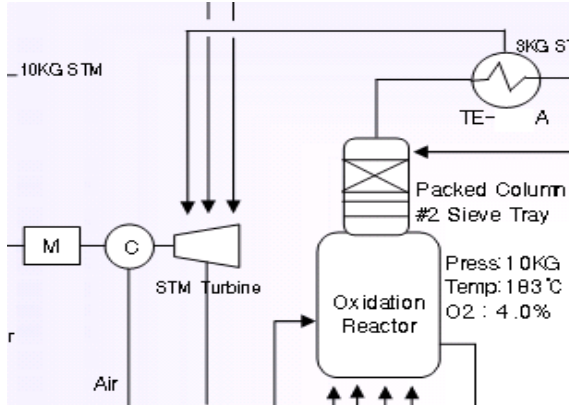 3KG ST
10KG STM
TE- A
Packed Column
#2 Sieve Tray
M
C
STM Turbine
Press:10KG
Temp:183℃
O2 : 4.0%
Oxidation
Reactor
r
Air